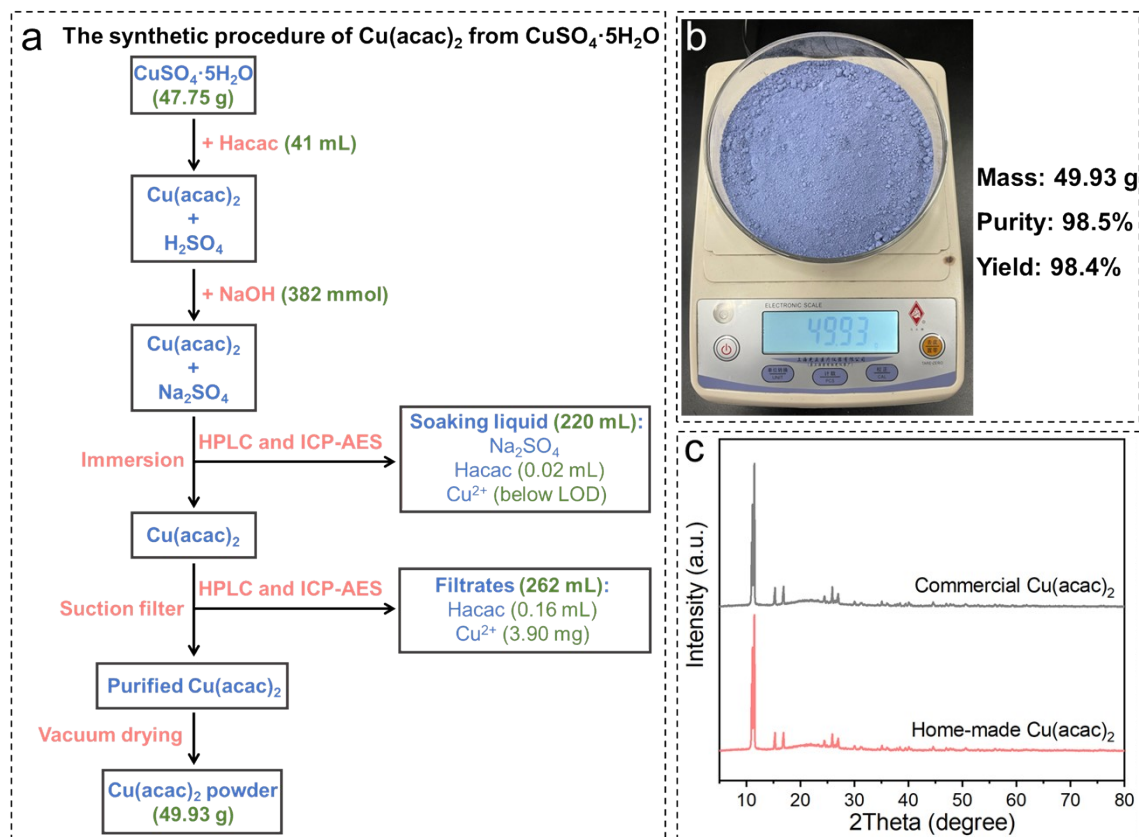 a
The synthetic procedure of Cu(acac)₂ from CuSO₄·5H₂O
CuSO₄·5H₂O
(47.75 g)
+ Hacac (41 mL)
Cu(acac)₂
+
H₂SO₄
+ NaOH (382 mmol)
Cu(acac)₂
+
Na₂SO₄
HPLC and ICP-AES
Immersion
Soaking liquid (220 mL):
Na₂SO₄
Hacac (0.02 mL)
Cu²⁺ (below LOD)
Cu(acac)₂
HPLC and ICP-AES
Suction filter
Filtrates (262 mL):
Hacac (0.16 mL)
Cu²⁺ (3.90 mg)
Purified Cu(acac)₂
Vacuum drying
Cu(acac)₂ powder
(49.93 g)
b
ELECTRONIC SCALE
49.93
Mass: 49.93 g
Purity: 98.5%
Yield: 98.4%
c
Intensity (a.u.)
Commercial Cu(acac)₂
Home-made Cu(acac)₂
10 20 30 40 50 60 70 80
2Theta (degree)